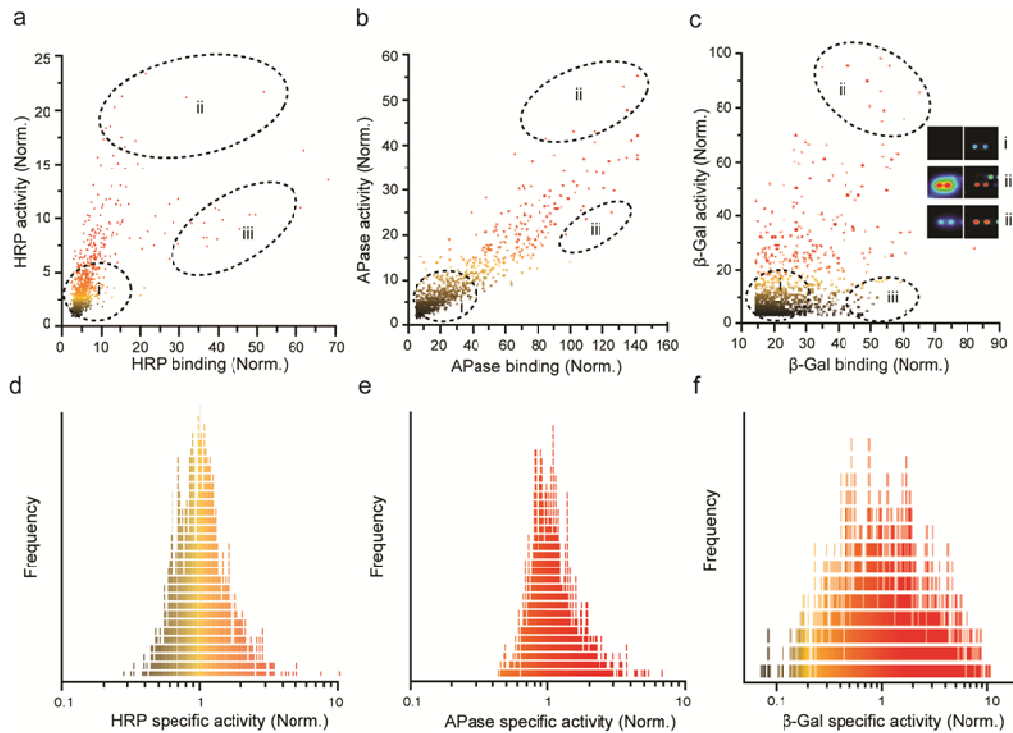 a
b
c
HRP activity (Norm.)
25
20
15
10
5
0
ii
iii
i
0 10 20 30 40 50 60 70
HRP binding (Norm.)
APase activity (Norm.)
60
50
40
30
20
10
0
ii
iii
i
0 20 40 60 80 100 120 140 160
APase binding (Norm.)
β-Gal activity (Norm.)
100
80
60
40
20
0
ii
i
iii
i
ii
10 20 30 40 50 60 70 80 90
β-Gal binding (Norm.)
d
e
f
Frequency
0.1 1 10
HRP specific activity (Norm.)
Frequency
0.1 1 10
APase specific activity (Norm.)
Frequency
0.1 1 10
β-Gal specific activity (Norm.)